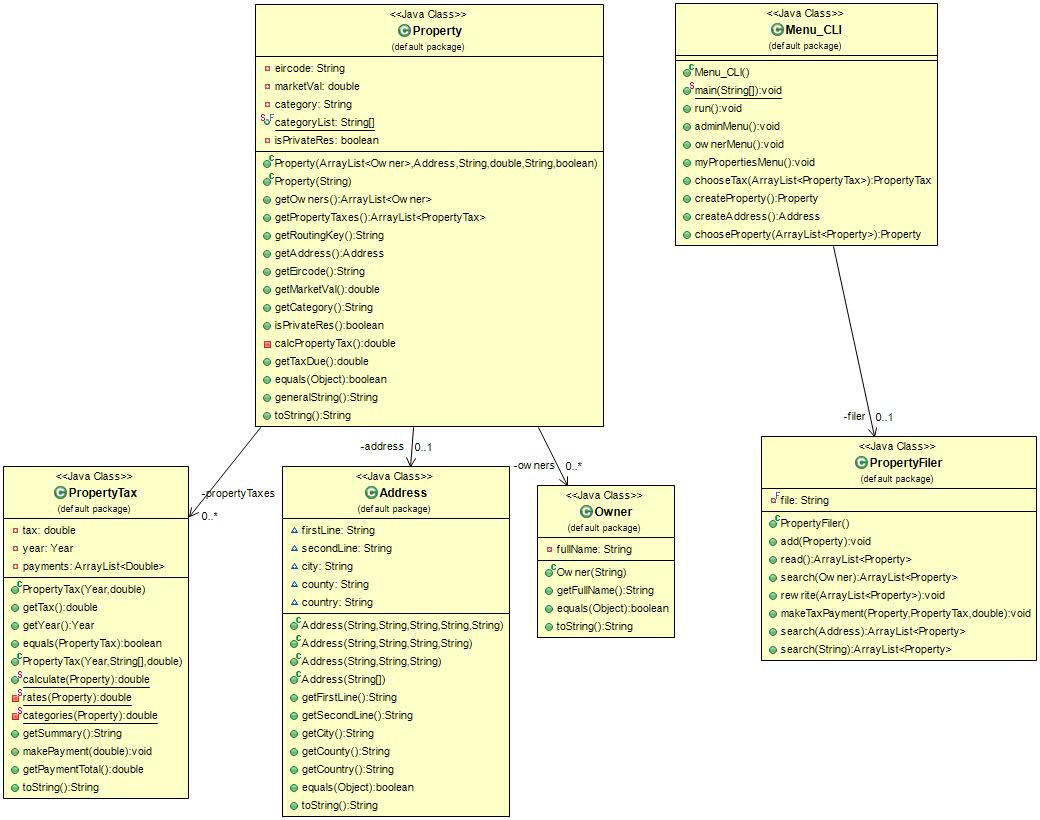 <<Java Class>>
Property
(default package)
eircode: String
marketVal: double
category: String
categoryList: String[]
isPrivateRes: boolean
Property(ArrayList<Owner>,Address,String,double,String,boolean)
Property(String)
getOwners():ArrayList<Owner>
getPropertyTaxes():ArrayList<PropertyTax>
getRoutingKey():String
getAddress():Address
getEircode():String
getMarketVal():double
getCategory():String
isPrivateRes():boolean
calcPropertyTax():double
getTaxDue():double
equals(Object):boolean
generalString():String
toString():String
<<Java Class>>
Menu_CLI
(default package)
Menu_CLI()
main(String[]):void
run():void
adminMenu():void
ownerMenu():void
myPropertiesMenu():void
chooseTax(ArrayList<PropertyTax>):PropertyTax
createProperty():Property
createAddress():Address
chooseProperty(ArrayList<Property>):Property
-propertyTaxes
0..*
-address 0..1
-owners 0..*
-filer 0..1
<<Java Class>>
PropertyTax
(default package)
tax: double
year: Year
payments: ArrayList<Double>
PropertyTax(Year,double)
getTax():double
getYear():Year
equals(PropertyTax):boolean
PropertyTax(Year,String[],double)
calculate(Property):double
rates(Property):double
categories(Property):double
getSummary():String
makePayment(double):void
getPaymentTotal():double
toString():String
<<Java Class>>
Address
(default package)
firstLine: String
secondLine: String
city: String
county: String
country: String
Address(String,String,String,String,String)
Address(String,String,String,String)
Address(String,String,String)
Address(String[])
getFirstLine():String
getSecondLine():String
getCity():String
getCounty():String
getCountry():String
equals(Object):boolean
toString():String
<<Java Class>>
Owner
(default package)
fullName: String
Owner(String)
getFullName():String
equals(Object):boolean
toString():String
<<Java Class>>
PropertyFiler
(default package)
file: String
PropertyFiler()
add(Property):void
read():ArrayList<Property>
search(Owner):ArrayList<Property>
rewrite(ArrayList<Property>):void
makeTaxPayment(Property,PropertyTax,double):void
search(Address):ArrayList<Property>
search(String):ArrayList<Property>